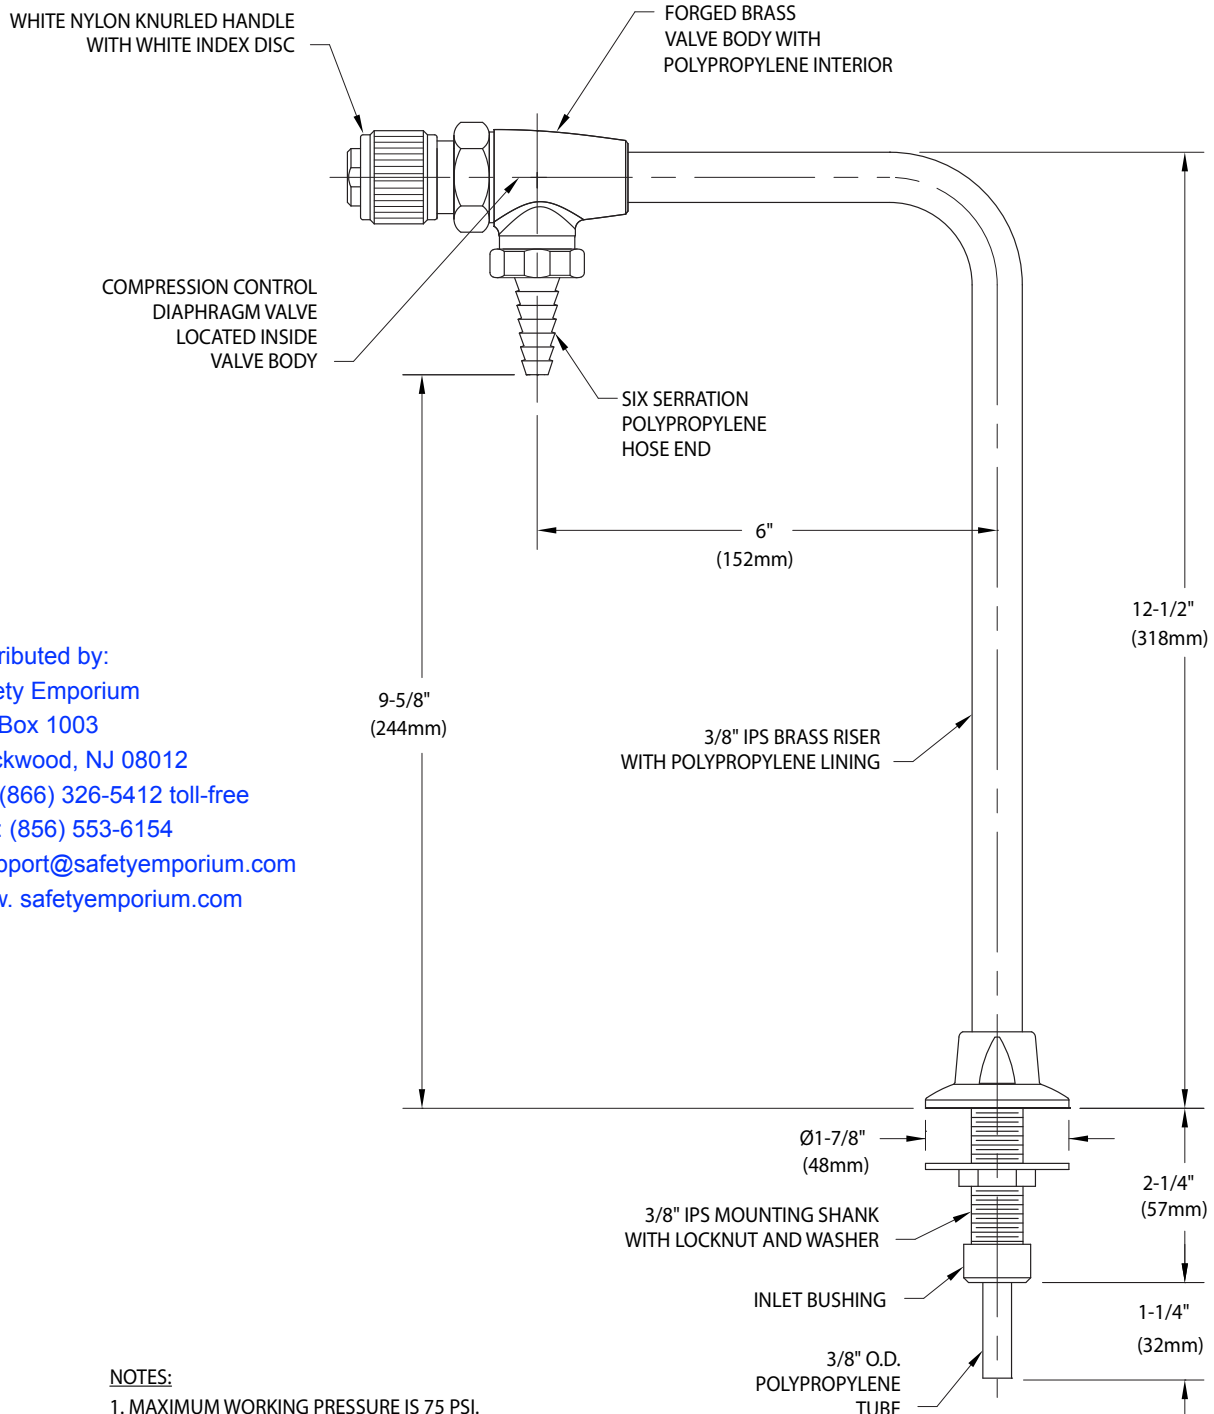 WHITE NYLON KNURLED HANDLE
WITH WHITE INDEX DISC
FORGED BRASS
VALVE BODY WITH
POLYPROPYLENE INTERIOR
COMPRESSION CONTROL
DIAPHRAGM VALVE
LOCATED INSIDE
VALVE BODY
SIX SERRATION
POLYPROPYLENE
HOSE END
6"
(152mm)
12-1/2"
(318mm)
9-5/8"
(244mm)
3/8" IPS BRASS RISER
WITH POLYPROPYLENE LINING
ributed by:
ety Emporium
Box 1003
ckwood, NJ 08012
(866) 326-5412 toll-free
: (856) 553-6154
pport@safetyemporium.com
w. safetyemporium.com
Ø1-7/8"
(48mm)
2-1/4"
(57mm)
3/8" IPS MOUNTING SHANK
WITH LOCKNUT AND WASHER
INLET BUSHING
1-1/4"
(32mm)
3/8" O.D.
POLYPROPYLENE
TUBE
NOTES:
1. MAXIMUM WORKING PRESSURE IS 75 PSI.